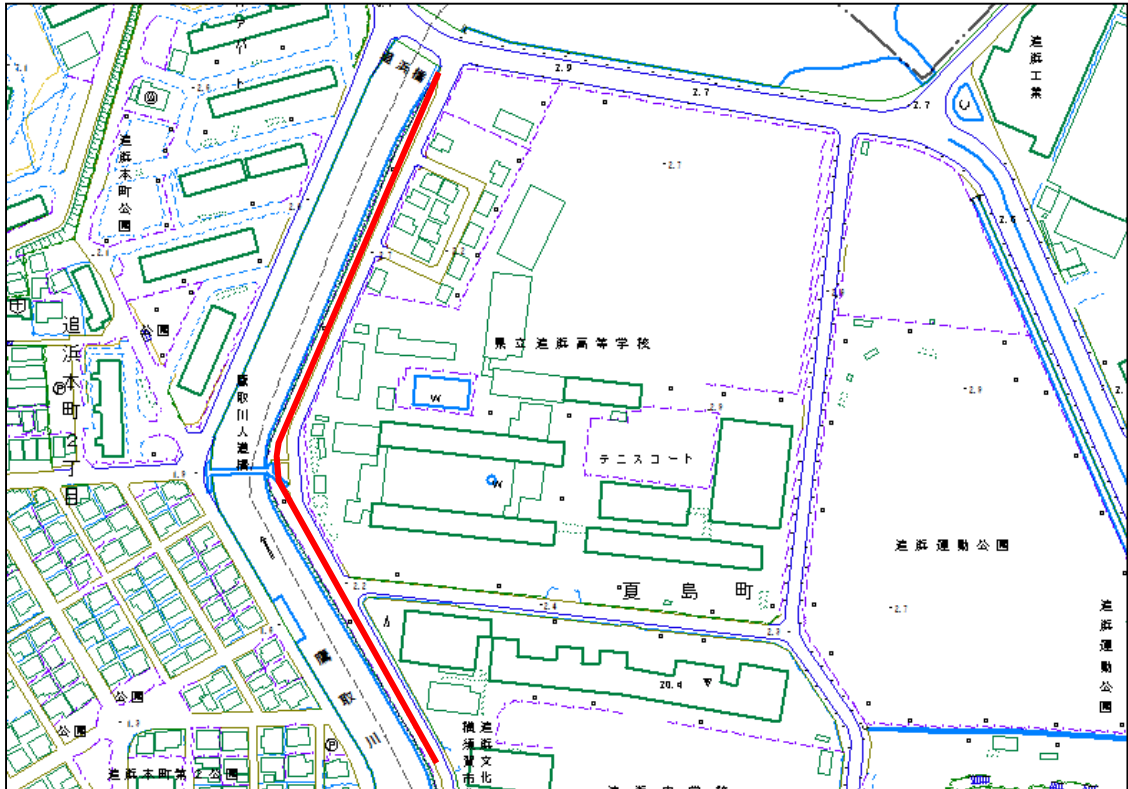 追浜橋
2.9
2.7
2.7
追浜工業
追浜本町公園
2.7
2.6
公園
追浜本町2丁目
県立追浜高等学校
鷹取川人道橋
W
2.9
2.9
テニスコート
W
追浜運動公園
2.2
2.4
夏島町
2.7
追浜運動公園
20.4
鷹取川
公園
公園
追浜本町第2公園
横須賀市
追浜文化